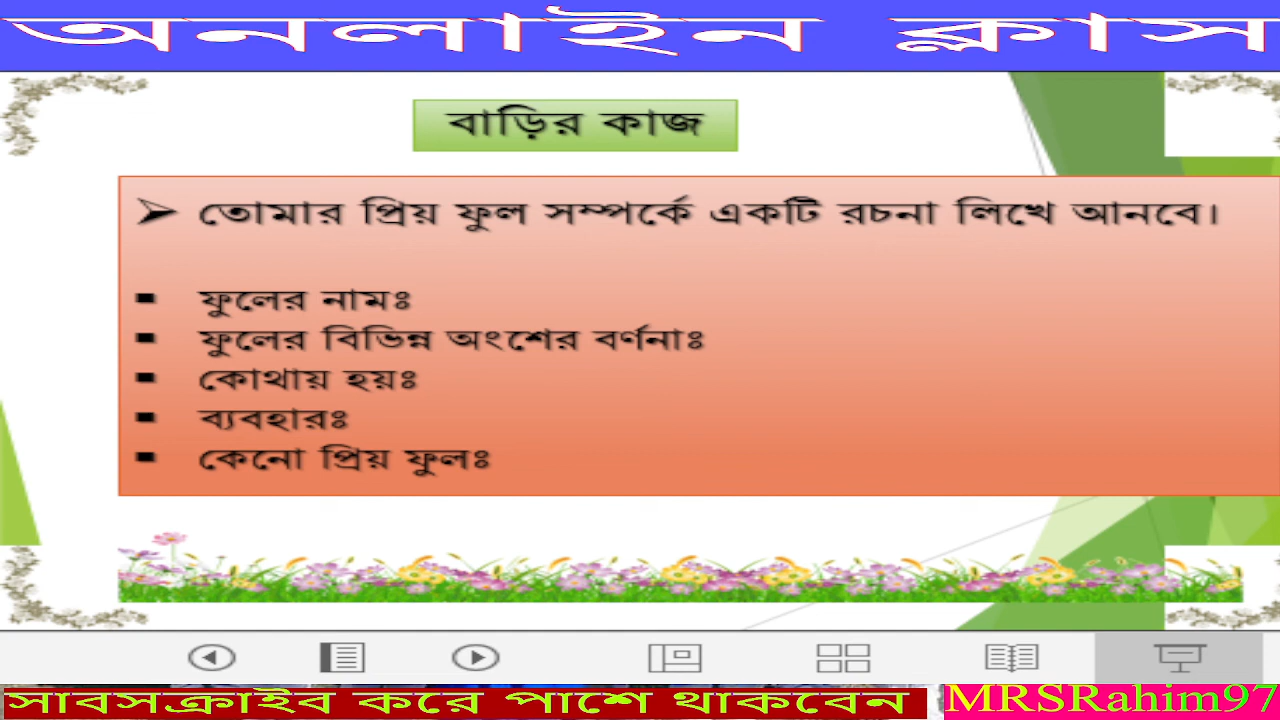 অনলাইন ক্লাস
বাড়ির কাজ
➢ তোমার প্রিয় ফুল সম্পর্কে একটি রচনা লিখে আনবে।
▪ ফুলের নামঃ
▪ ফুলের বিভিন্ন অংশের বর্ণনাঃ
▪ কোথায় হয়ঃ
▪ ব্যবহারঃ
▪ কেনো প্রিয় ফুলঃ
সাবসক্রাইব করে পাশে থাকবেন MRSRahim97